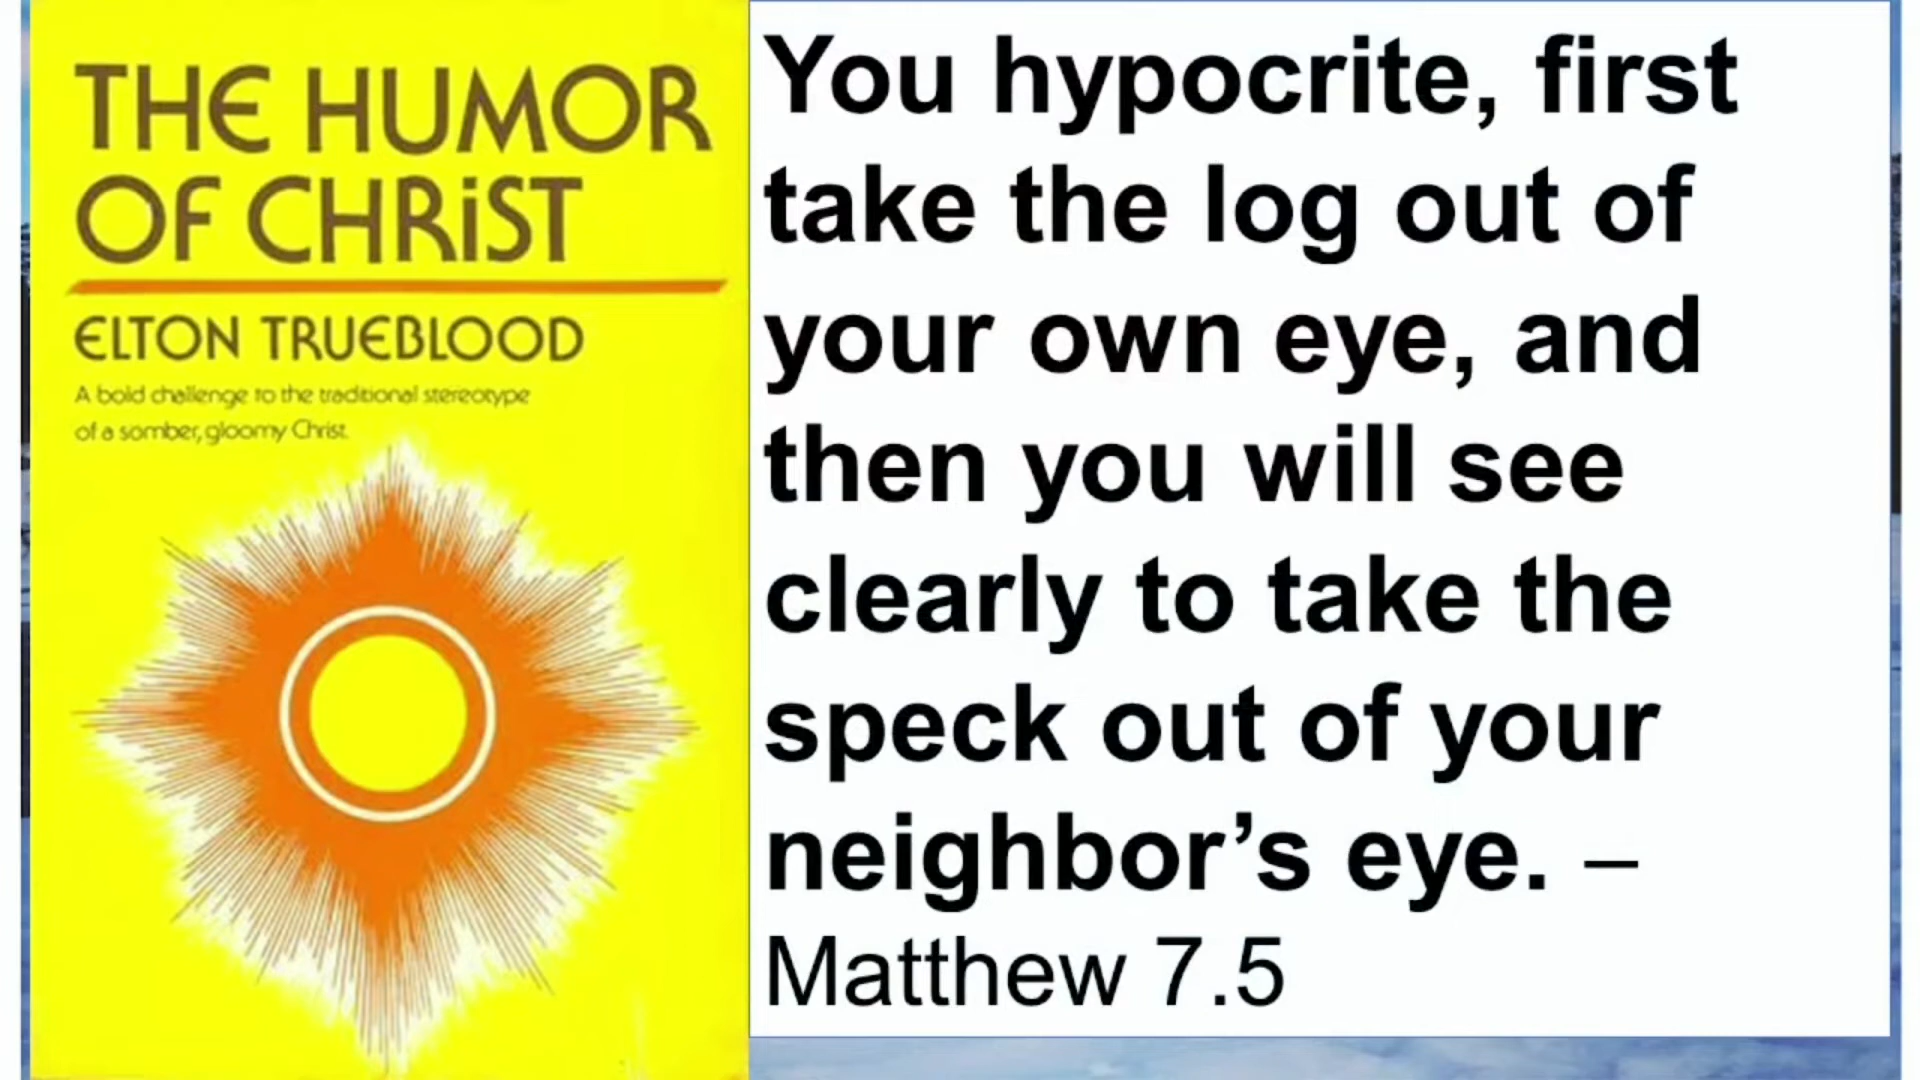 THE HUMOR
OF CHRiST
ELTON TRUEBLOOD
A bold challenge to the traditional stereotype
of a somber, gloomy Christ.
You hypocrite, first
take the log out of
your own eye, and
then you will see
clearly to take the
speck out of your
neighbor’s eye. –
Matthew 7.5